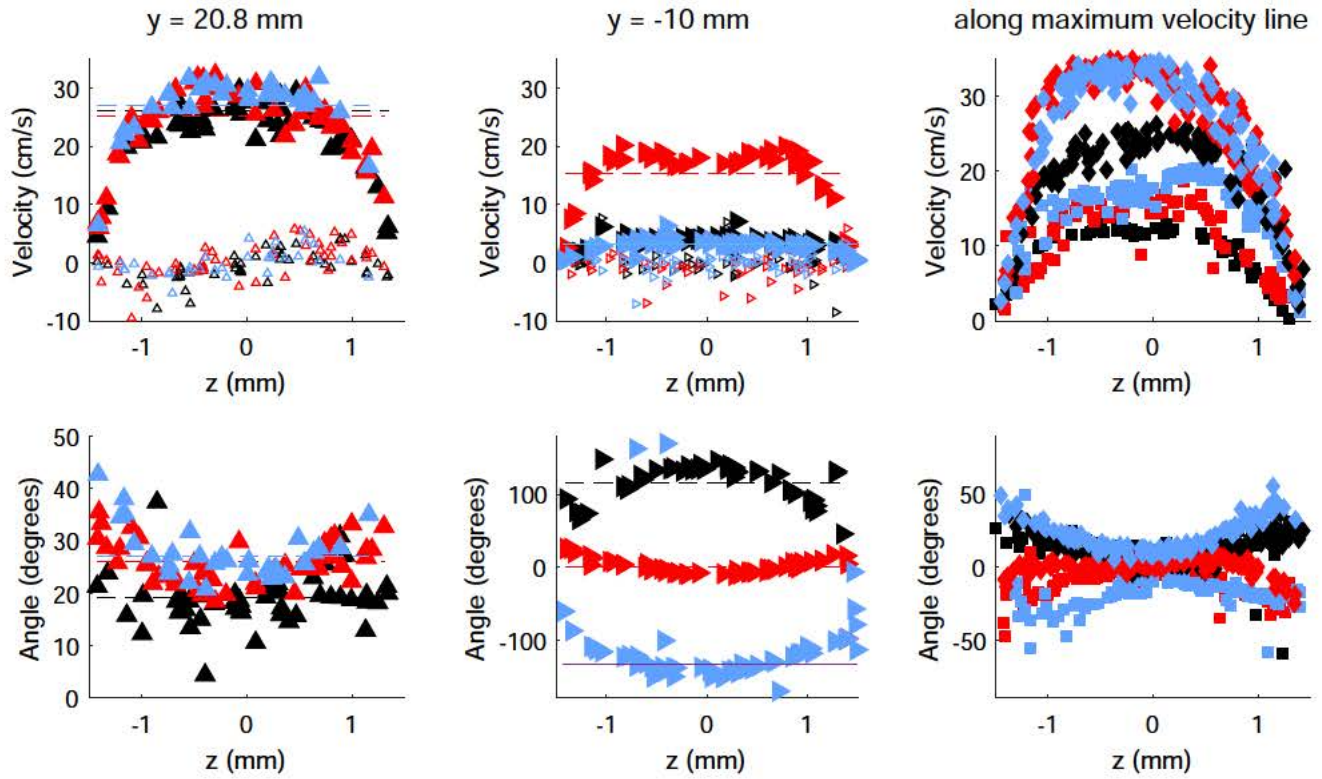 y = 20.8 mm
y = -10 mm
along maximum velocity line
Velocity (cm/s)
30
20
10
0
-10
-1
0
1
z (mm)
Velocity (cm/s)
30
20
10
0
-10
-1
0
1
z (mm)
Velocity (cm/s)
30
20
10
0
-1
0
1
z (mm)
Angle (degrees)
50
40
30
20
10
0
-1
0
1
z (mm)
Angle (degrees)
100
0
-100
-1
0
1
z (mm)
Angle (degrees)
50
0
-50
-1
0
1
z (mm)